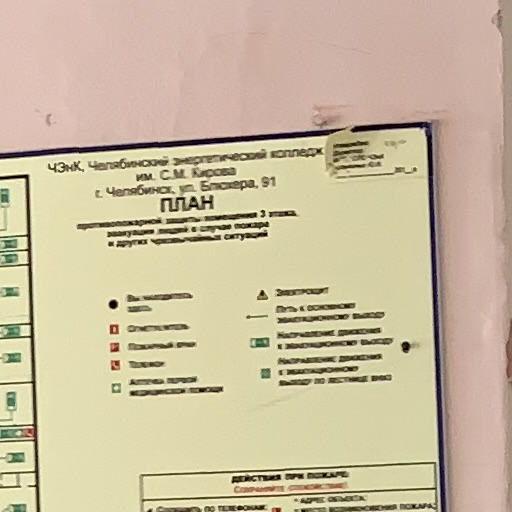 ЧЭнК, Челябинский энергетический колледж
им. С.М. Кирова
г. Челябинск, ул. Блюхера, 91
ПЛАН
противопожарной защиты помещения 3 этажа,
эвакуации людей в случае пожара
и других чрезвычайных ситуаций
Вы находитесь
здесь
Огнетушитель
Пожарный кран
Телефон
Аптечка первой
медицинской помощи
Электрощит
Путь к основному
эвакуационному выходу
Направление движения
к эвакуационному выходу
Направление движения
к эвакуационному
выходу по лестнице вниз
ДЕЙСТВИЯ ПРИ ПОЖАРЕ:
Сохраняйте спокойствие!
Сообщить по телефонам:
* АДРЕС ОБЪЕКТА;
* МЕСТО ВОЗНИКНОВЕНИЯ ПОЖАРА;